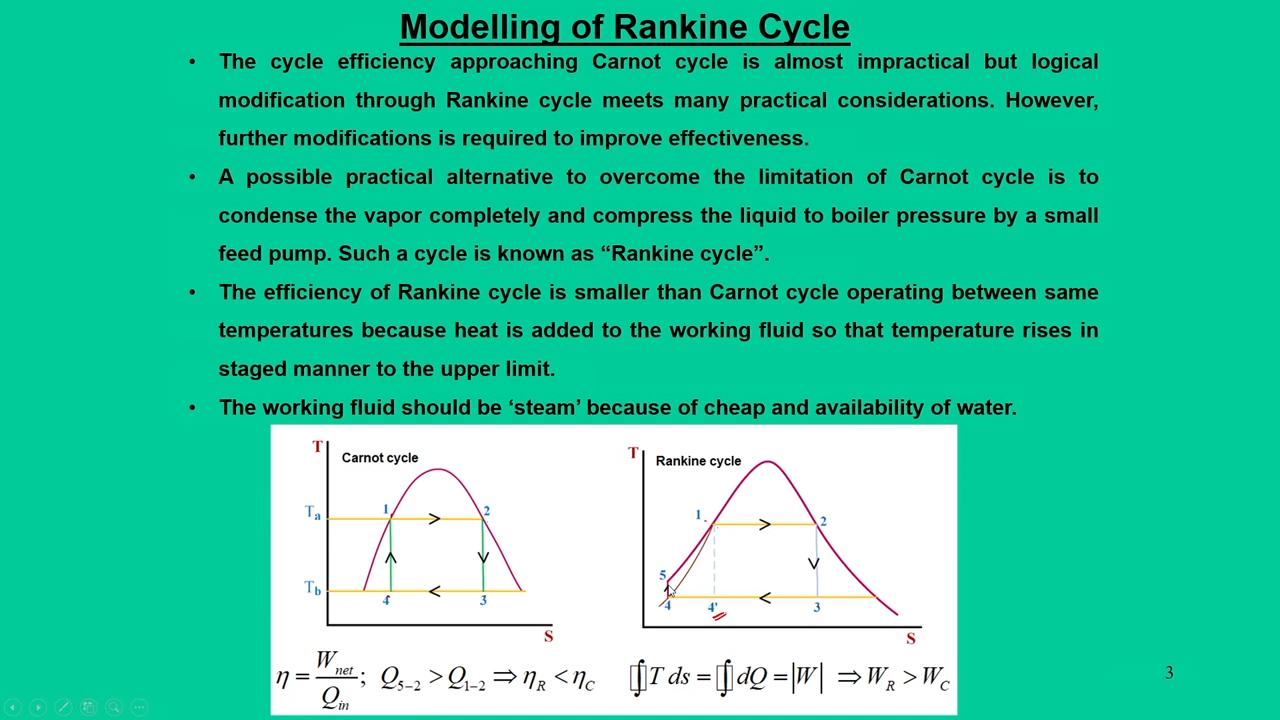 Modelling of Rankine Cycle
• The cycle efficiency approaching Carnot cycle is almost impractical but logical
modification through Rankine cycle meets many practical considerations. However,
further modifications is required to improve effectiveness.
• A possible practical alternative to overcome the limitation of Carnot cycle is to
condense the vapor completely and compress the liquid to boiler pressure by a small
feed pump. Such a cycle is known as “Rankine cycle”.
• The efficiency of Rankine cycle is smaller than Carnot cycle operating between same
temperatures because heat is added to the working fluid so that temperature rises in
staged manner to the upper limit.
• The working fluid should be ‘steam’ because of cheap and availability of water.
T
Carnot cycle
Ta
1
2
Tb
4
3
S
T
Rankine cycle
1
2
5
4
4'
3
S
η = Wnet / Qin ; Q5–2 > Q1–2 ⇒ ηR < ηC
∬T ds = ∬dQ = |W| ⇒ WR > WC
3